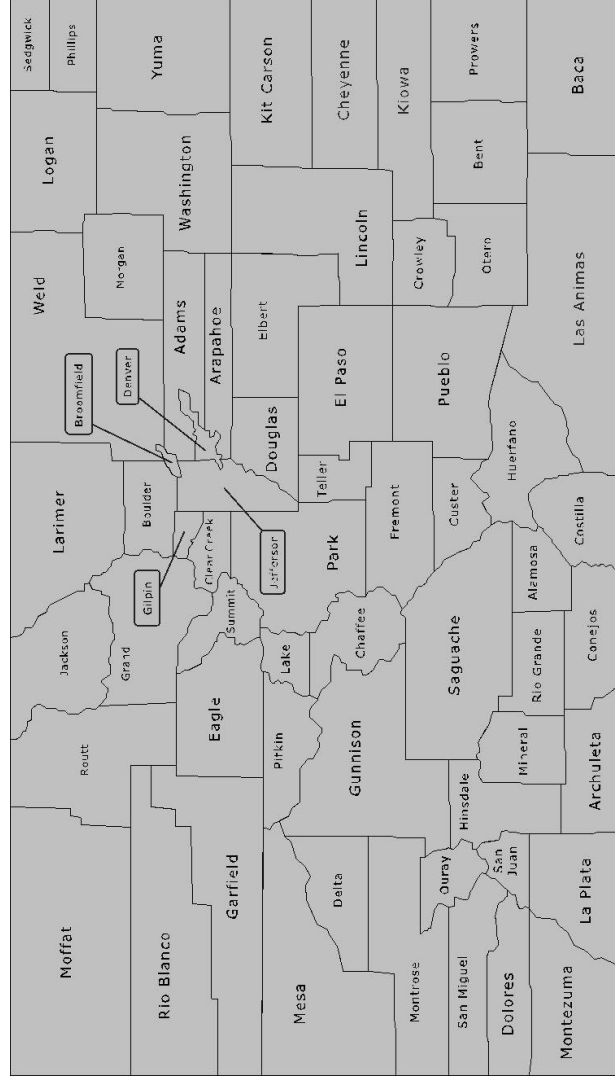 Moffat
Routt
Jackson
Larimer
Weld
Logan
Sedgwick
Phillips
Morgan
Yuma
Washington
Rio Blanco
Grand
Boulder
Broomfield
Denver
Adams
Arapahoe
Gilpin
Clear Creek
Jefferson
Garfield
Eagle
Summit
Douglas
Elbert
Kit Carson
Lincoln
Cheyenne
Mesa
Pitkin
Lake
Park
Teller
El Paso
Delta
Gunnison
Chaffee
Fremont
Pueblo
Crowley
Kiowa
Montrose
Ouray
Hinsdale
Saguache
Custer
Otero
Bent
Prowers
San Miguel
Dolores
San
Juan
Mineral
Rio Grande
Alamosa
Huerfano
Las Animas
Baca
Montezuma
La Plata
Archuleta
Conejos
Costilla